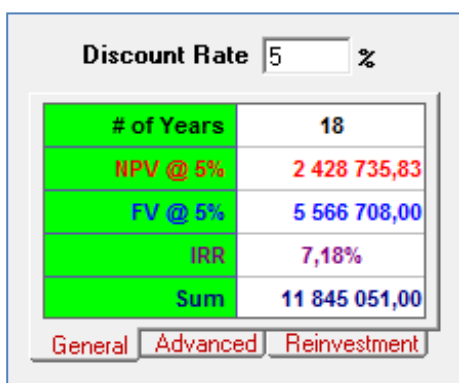 Discount Rate 5 %
# of Years 18
NPV @ 5% 2 428 735,83
FV @ 5% 5 566 708,00
IRR 7,18%
Sum 11 845 051,00
General Advanced Reinvestment